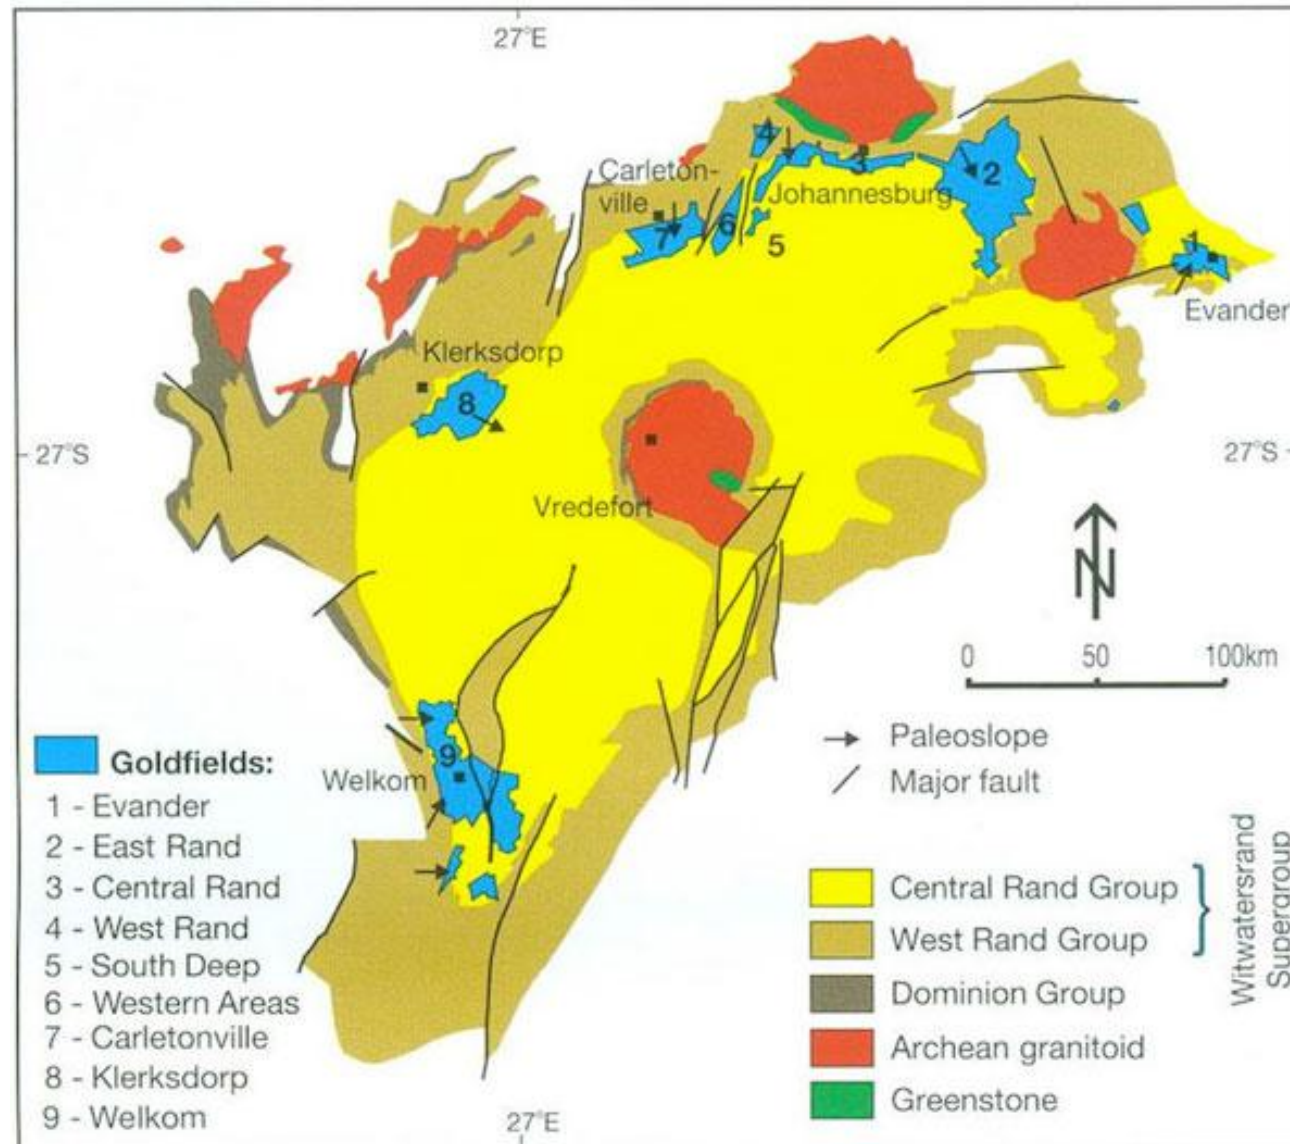 27°E
4
Carleton-
ville
3
2
Johannesburg
7
6
5
1
Evander
Klerksdorp
8
27°S
27°S
Vredefort
N
0 50 100km
9
Welkom
Goldfields:
1 - Evander
2 - East Rand
3 - Central Rand
4 - West Rand
5 - South Deep
6 - Western Areas
7 - Carletonville
8 - Klerksdorp
9 - Welkom
Paleoslope
Major fault
Central Rand Group
West Rand Group
Dominion Group
Archean granitoid
Greenstone
Witwatersrand
Supergroup
27°E